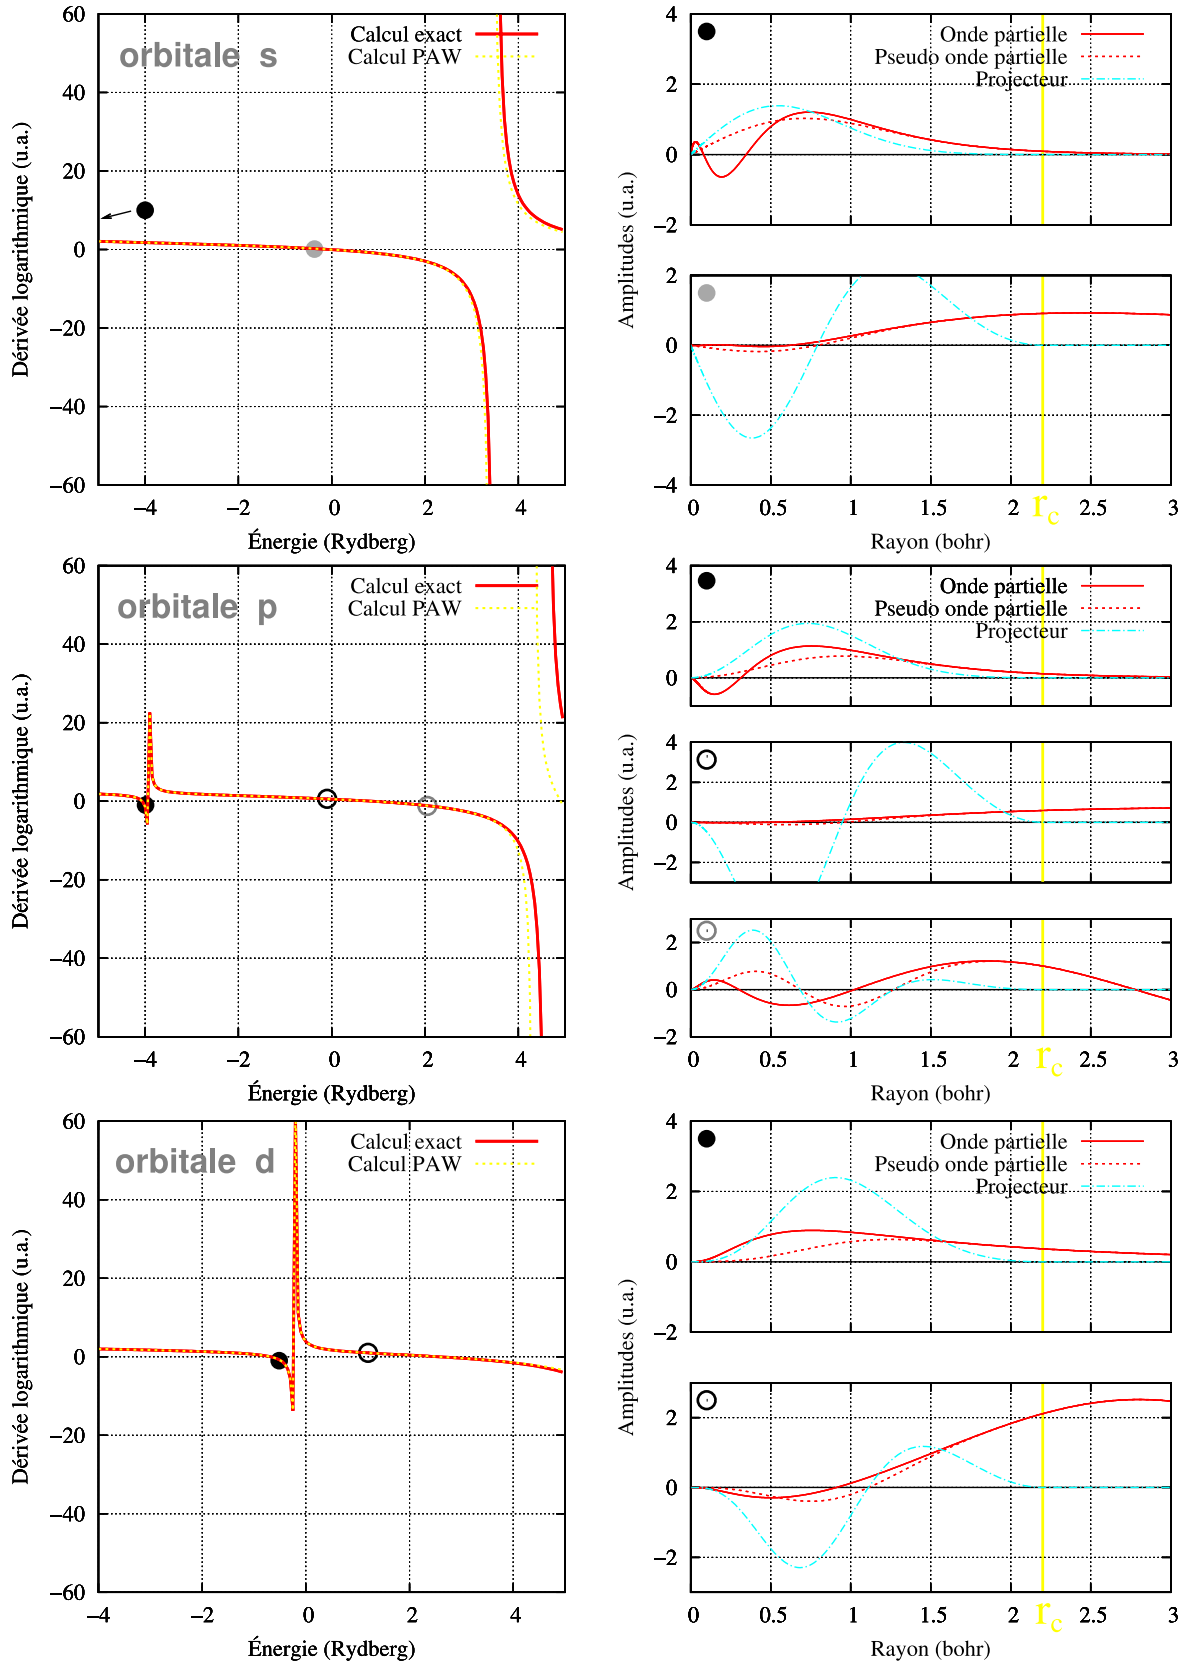 orbitale s
Calcul exact
Calcul PAW
60
40
20
0
−20
−40
−60
−4
−2
0
2
4
Dérivée logarithmique (u.a.)
Énergie (Rydberg)
Onde partielle
Pseudo onde partielle
Projecteur
4
2
0
−2
2
0
−2
−4
0
0.5
1
1.5
2
2.5
3
r_c
Amplitudes (u.a.)
Rayon (bohr)
orbitale p
Calcul exact
Calcul PAW
60
40
20
0
−20
−40
−60
−4
−2
0
2
4
Dérivée logarithmique (u.a.)
Énergie (Rydberg)
Onde partielle
Pseudo onde partielle
Projecteur
4
2
0
4
2
0
−2
2
0
−2
0
0.5
1
1.5
2
2.5
3
r_c
Amplitudes (u.a.)
Rayon (bohr)
orbitale d
Calcul exact
Calcul PAW
60
40
20
0
−20
−40
−60
−4
−2
0
2
4
Dérivée logarithmique (u.a.)
Énergie (Rydberg)
Onde partielle
Pseudo onde partielle
Projecteur
4
2
0
−2
2
0
−2
0
0.5
1
1.5
2
2.5
3
r_c
Amplitudes (u.a.)
Rayon (bohr)